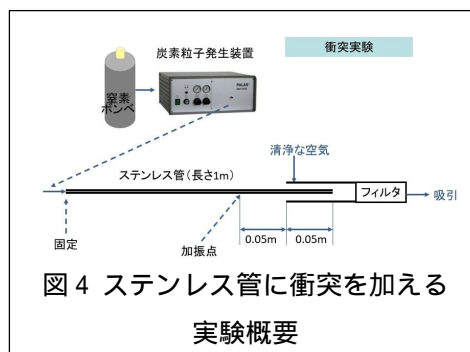 衝突実験
炭素粒子発生装置
窒素
ボンベ
PALAS
清浄な空気
ステンレス管(長さ1m)
フィルタ
吸引
固定
加振点
0.05m
0.05m
図4 ステンレス管に衝突を加える
実験概要